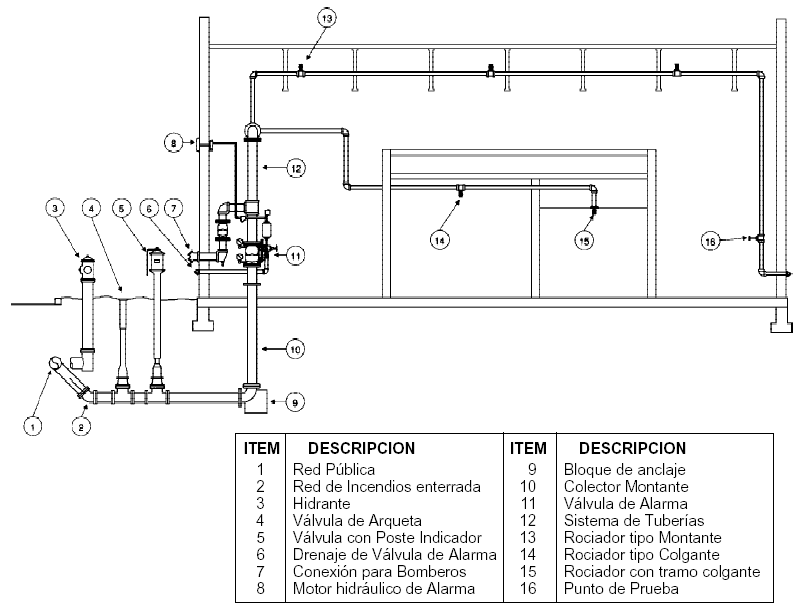 13
8
12
3
4
5
6
7
14
15
16
11
10
1
2
9
ITEM DESCRIPCION ITEM DESCRIPCION
1 Red Pública 9 Bloque de anclaje
2 Red de Incendios enterrada 10 Colector Montante
3 Hidrante 11 Válvula de Alarma
4 Válvula de Arqueta 12 Sistema de Tuberías
5 Válvula con Poste Indicador 13 Rociador tipo Montante
6 Drenaje de Válvula de Alarma 14 Rociador tipo Colgante
7 Conexión para Bomberos 15 Rociador con tramo colgante
8 Motor hidráulico de Alarma 16 Punto de Prueba